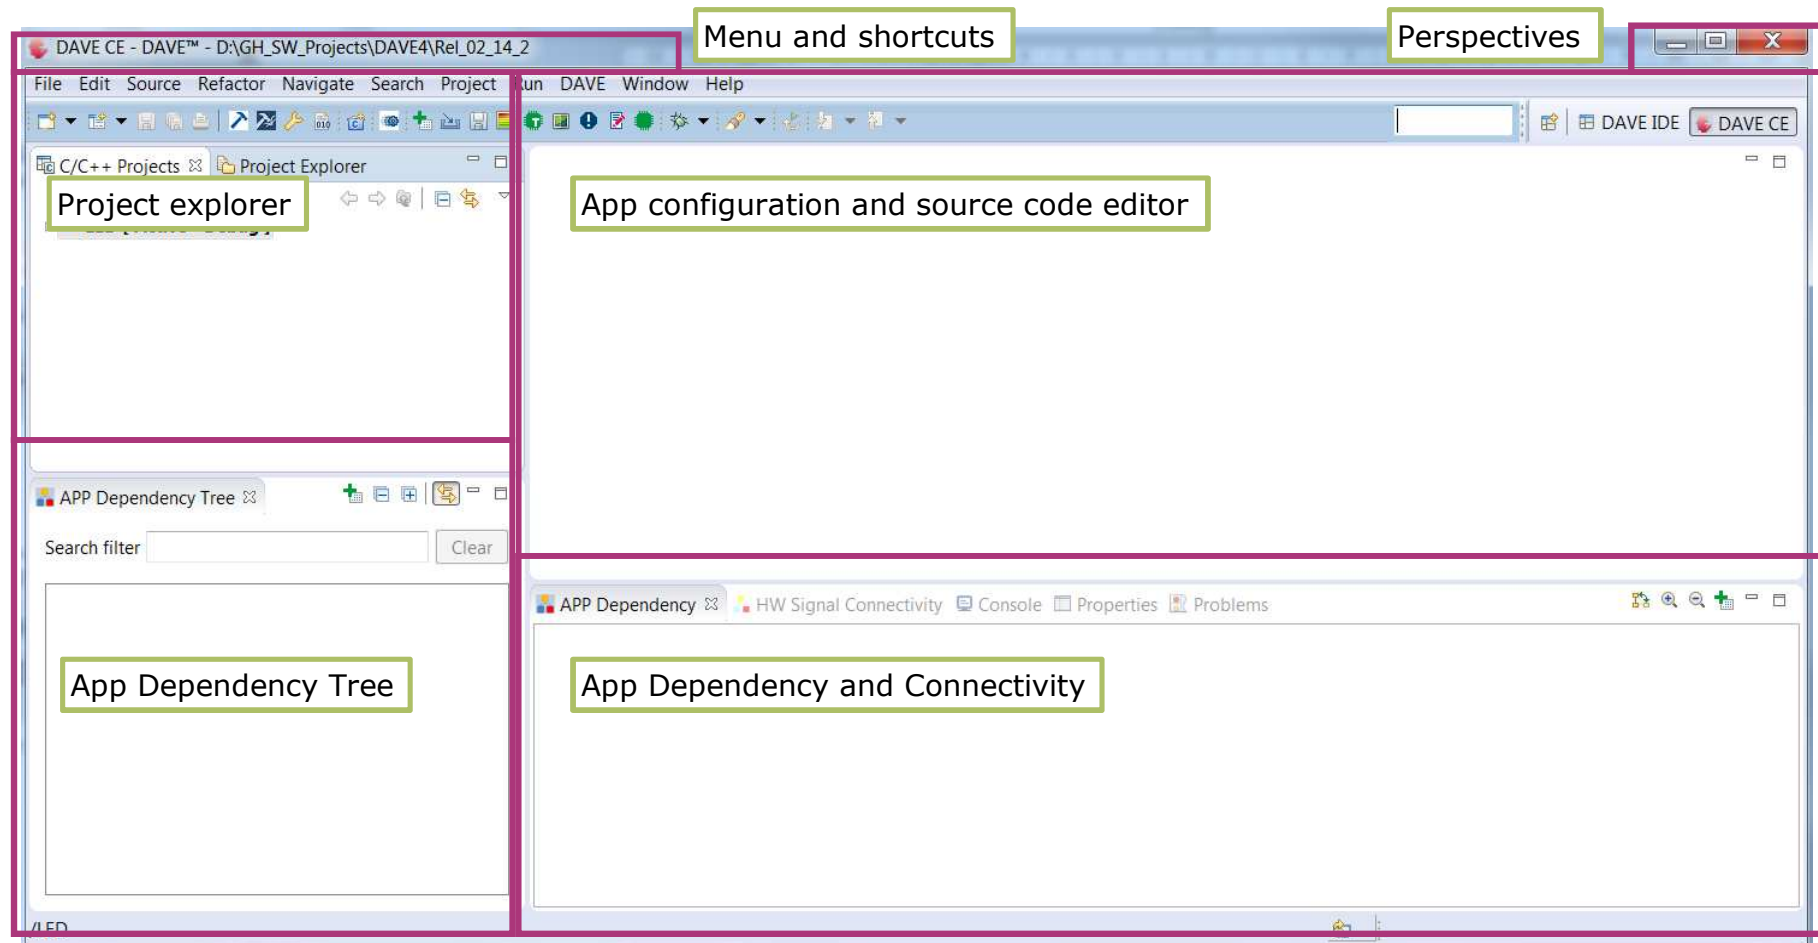 Menu and shortcuts
Perspectives
DAVE CE - DAVE™ - D:\GH_SW_Projects\DAVE4\Rel_02_14_2
File Edit Source Refactor Navigate Search Project Run DAVE Window Help
DAVE IDE DAVE CE
C/C++ Projects Project Explorer
Project explorer
App configuration and source code editor
APP Dependency Tree
Search filter Clear
APP Dependency HW Signal Connectivity Console Properties Problems
App Dependency Tree
App Dependency and Connectivity
/LED